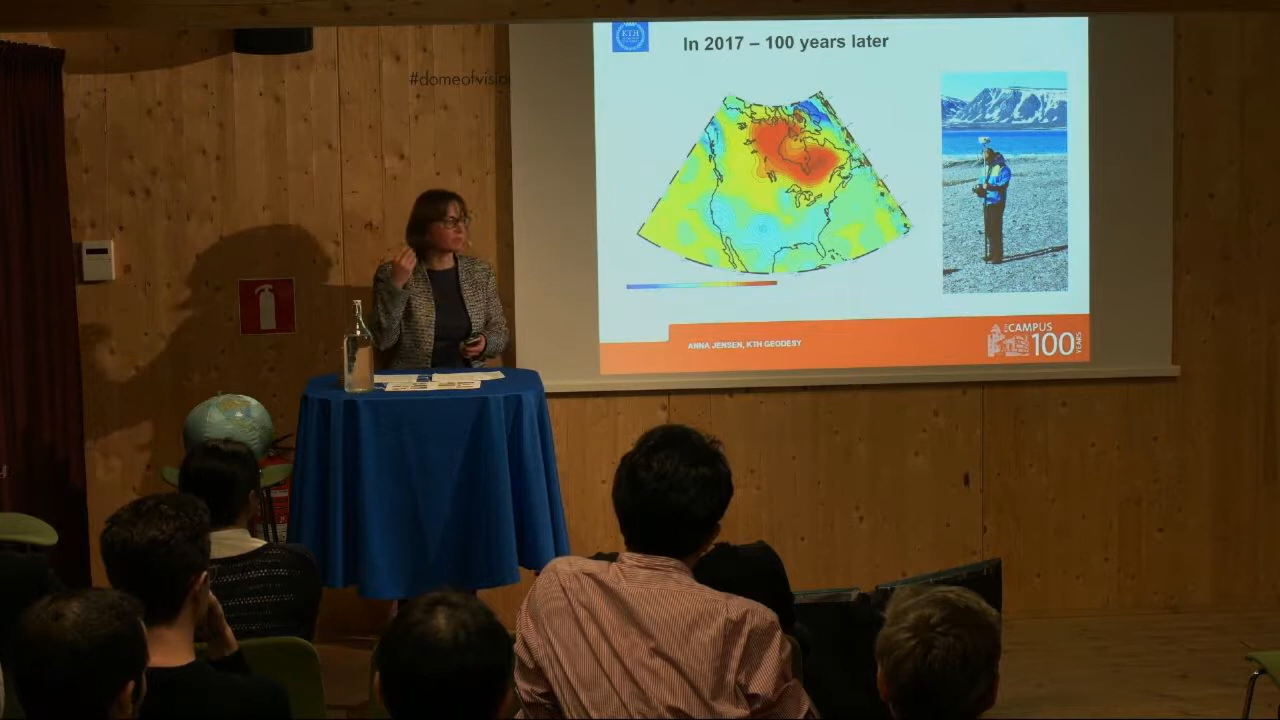 KTH
In 2017 – 100 years later
#domeofvisio
ANNA JENSEN, KTH GEODESY
CAMPUS
100
YEARS